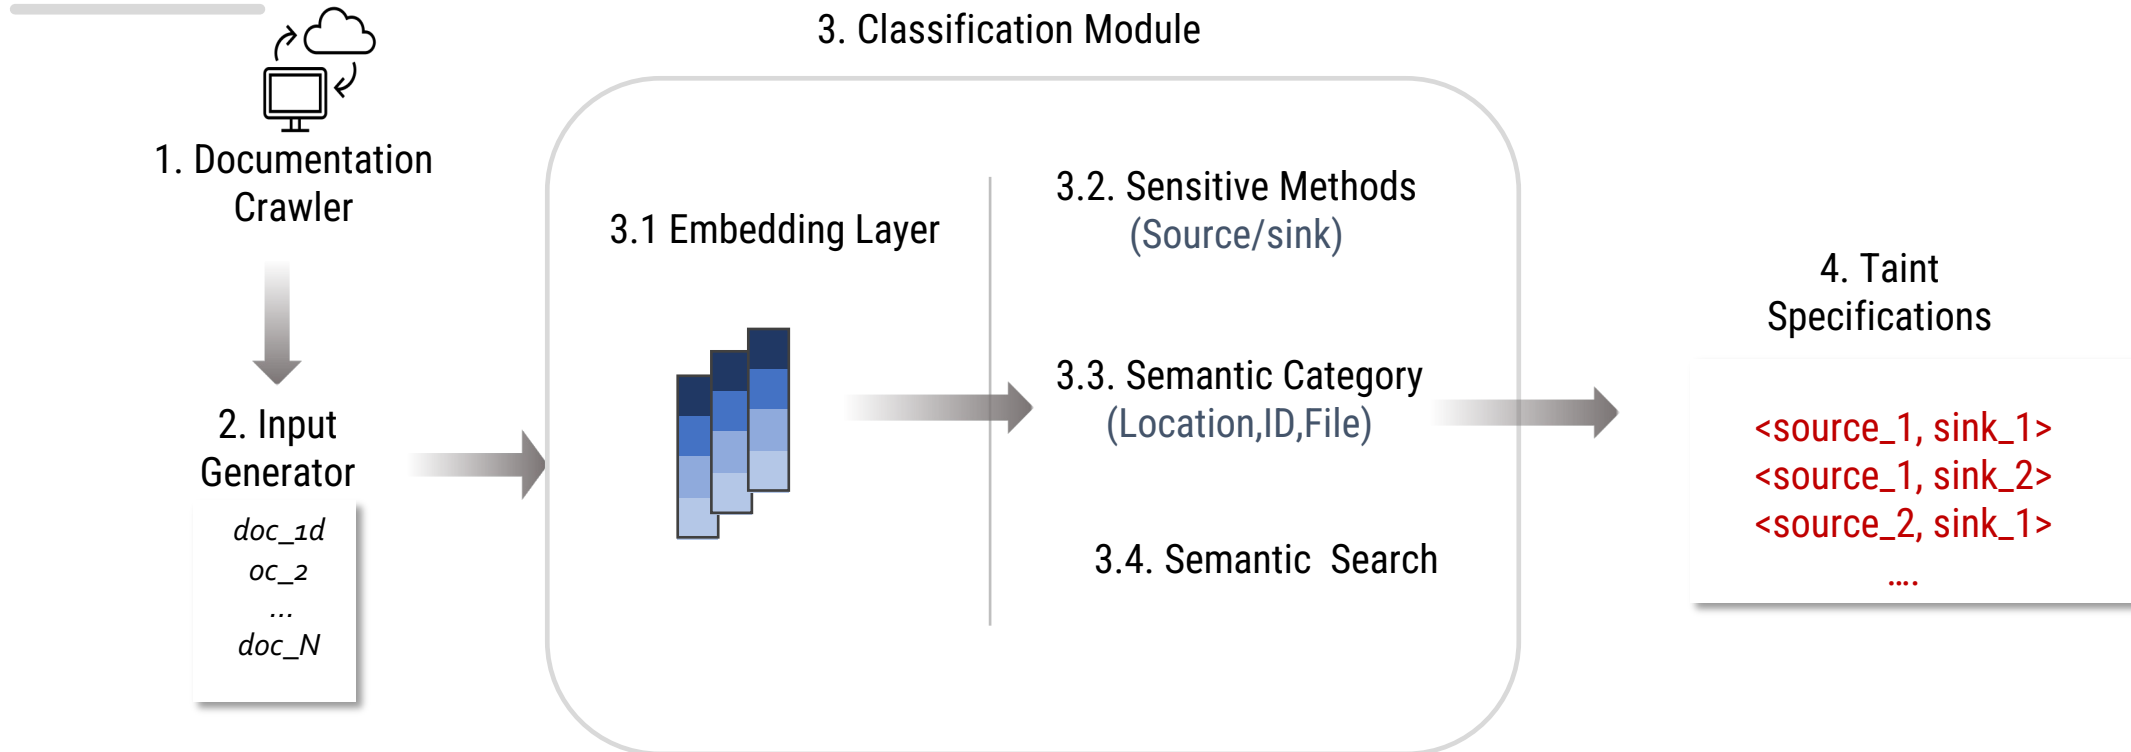 1. Documentation
Crawler
2. Input
Generator
doc_1d
oc_2
...
doc_N
3. Classification Module
3.1 Embedding Layer
3.2. Sensitive Methods
(Source/sink)
3.3. Semantic Category
(Location,ID,File)
3.4. Semantic  Search
4. Taint
Specifications
<source_1, sink_1>
<source_1, sink_2>
<source_2, sink_1>
....